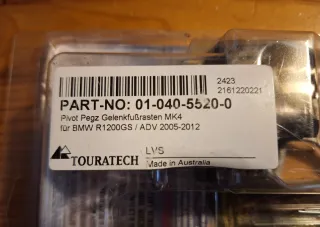 2423
2161220221
PART-NO: 01-040-5520-0
Pivot Pegz Gelenkfußrasten MK4
für BMW R1200GS / ADV 2005-2012
TOURATECH
LVS
Made in Australia